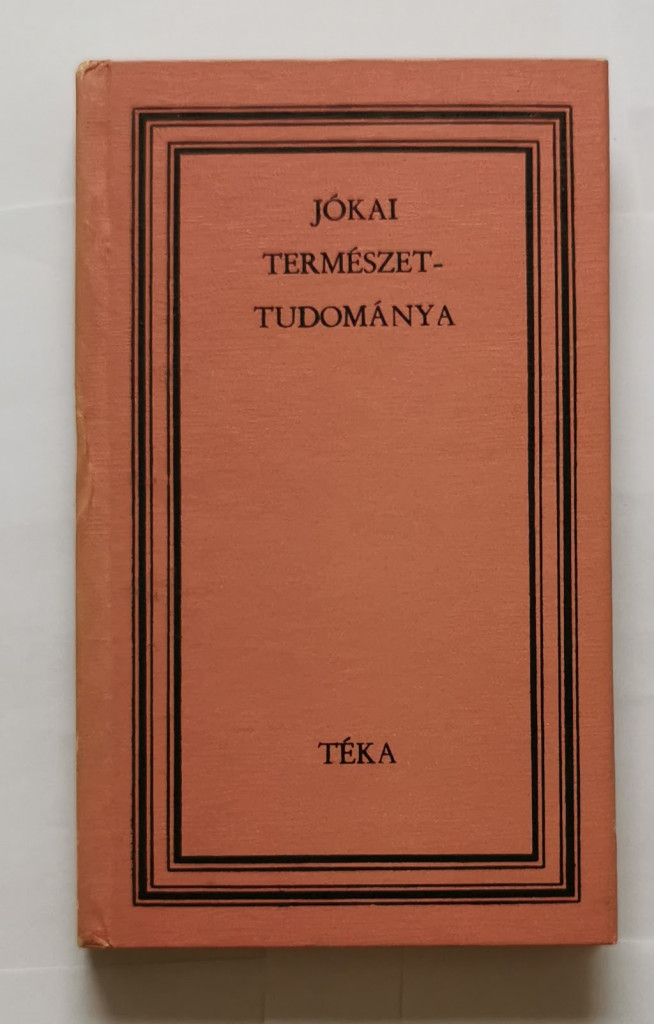 JÓKAI
TERMÉSZET-
TUDOMÁNYA
TÉKA